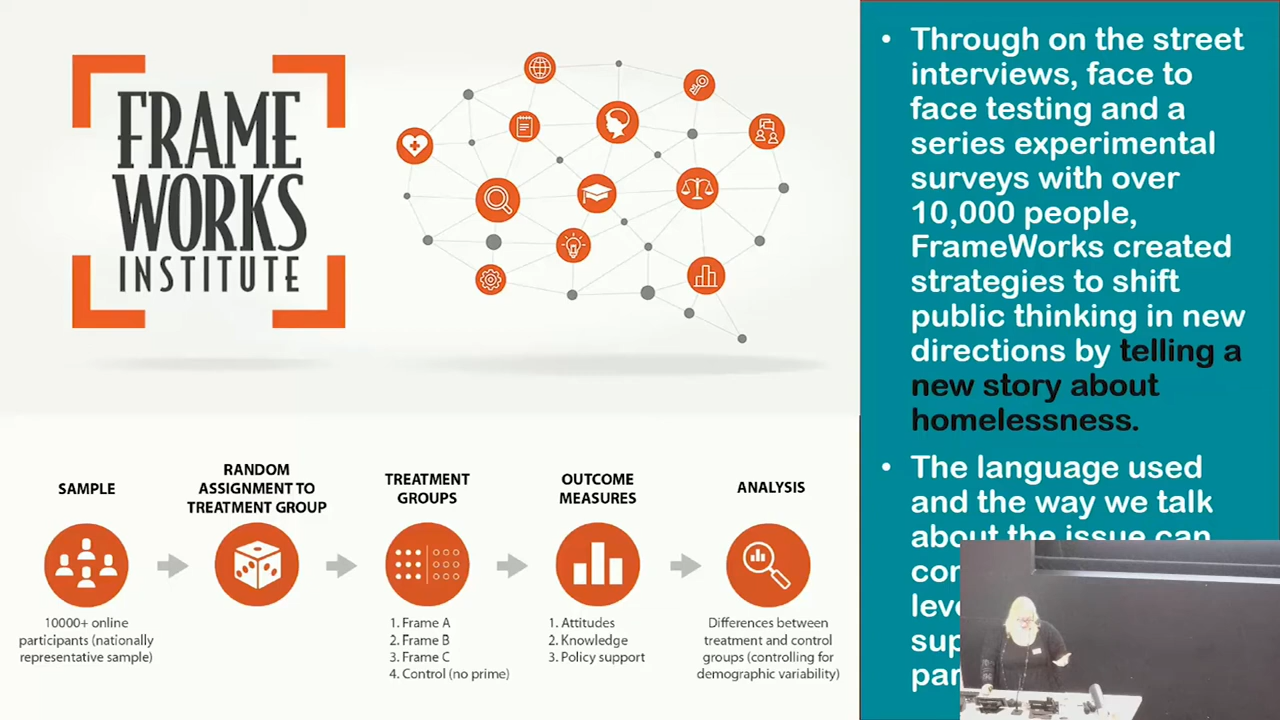 FRAME
WORKS
INSTITUTE
SAMPLE
10000+ online
participants (nationally
representative sample)
RANDOM
ASSIGNMENT TO
TREATMENT GROUP
TREATMENT
GROUPS
1. Frame A
2. Frame B
3. Frame C
4. Control (no prime)
OUTCOME
MEASURES
1. Attitudes
2. Knowledge
3. Policy support
ANALYSIS
Differences between
treatment and control
groups (controlling for
demographic variability)
• Through on the street
interviews, face to
face testing and a
series experimental
surveys with over
10,000 people,
FrameWorks created
strategies to shift
public thinking in new
directions by telling a
new story about
homelessness.
• The language used
and the way we talk
about the issue can